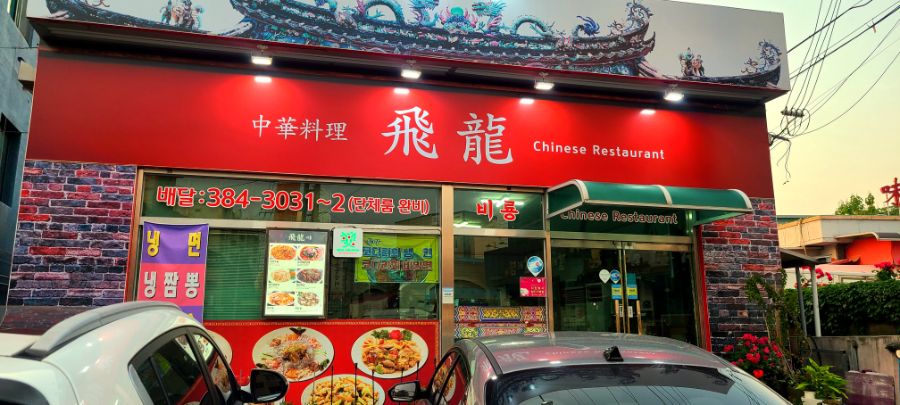 中華料理 飛龍 Chinese Restaurant
배달:384-3031~2(단체룸 완비)
비룡
Chinese Restaurant
냉면
냉짬뽕
飛龍